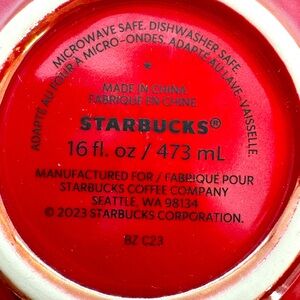 MICROWAVE SAFE. DISHWASHER SAFE.
ADAPTÉ AU FOUR À MICRO-ONDES. ADAPTÉ AU LAVE-VAISSELLE.
MADE IN CHINA
FABRIQUÉ EN CHINE
STARBUCKS®
16 fl. oz / 473 mL
MANUFACTURED FOR / FABRIQUÉ POUR
STARBUCKS COFFEE COMPANY
SEATTLE, WA 98134
© 2023 STARBUCKS CORPORATION.
BZ C23